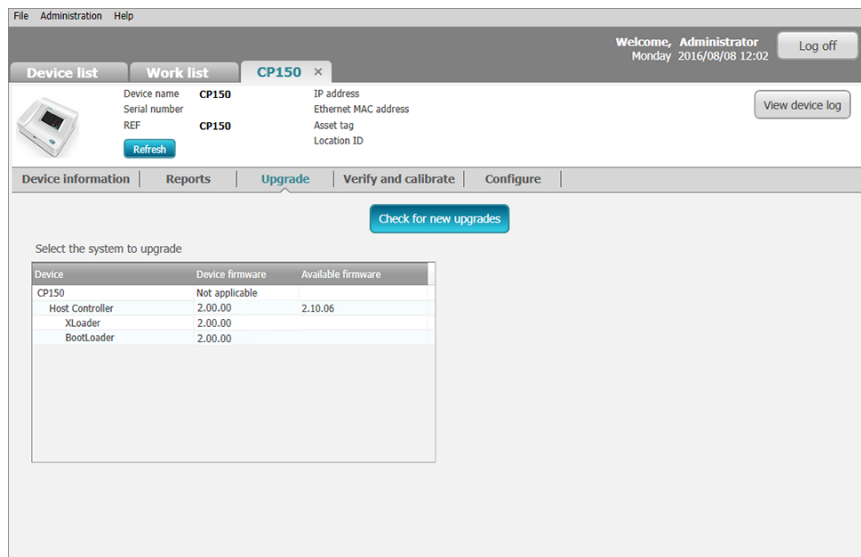 File Administration Help
Welcome, Administrator
Monday 2016/08/08 12:02
Log off
Device list
Work list
CP150 ×
Device name CP150
Serial number
REF CP150
Refresh
IP address
Ethernet MAC address
Asset tag
Location ID
View device log
Device information | Reports | Upgrade | Verify and calibrate | Configure |
Check for new upgrades
Select the system to upgrade
Device Device firmware Available firmware
CP150 Not applicable
Host Controller 2.00.00 2.10.06
XLoader 2.00.00
BootLoader 2.00.00